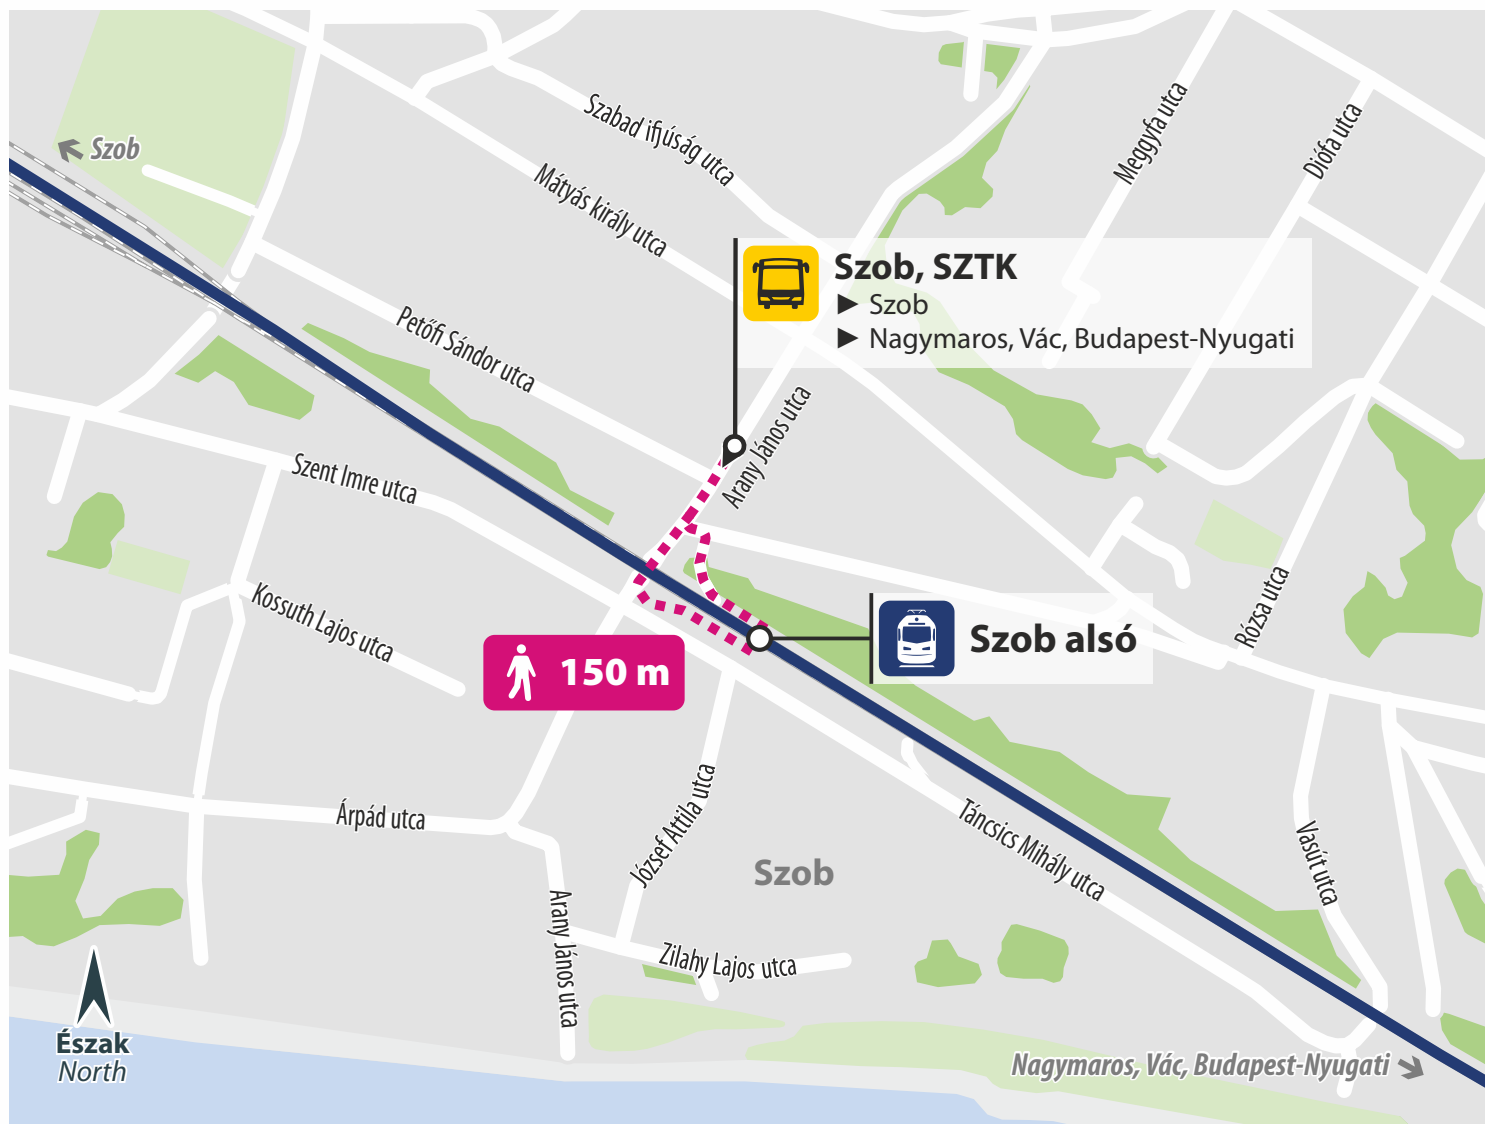 Szob
Szabad ifjúság utca
Mátyás király utca
Meggyfa utca
Diófa utca
Szob, SZTK
▶ Szob
▶ Nagymaros, Vác, Budapest-Nyugati
Petőfi Sándor utca
Arany János utca
Szent Imre utca
Kossuth Lajos utca
Rózsa utca
Szob alsó
150 m
Árpád utca
József Attila utca
Táncsics Mihály utca
Vasút utca
Szob
Arany János utca
Zilahy Lajos utca
Észak
North
Nagymaros, Vác, Budapest-Nyugati